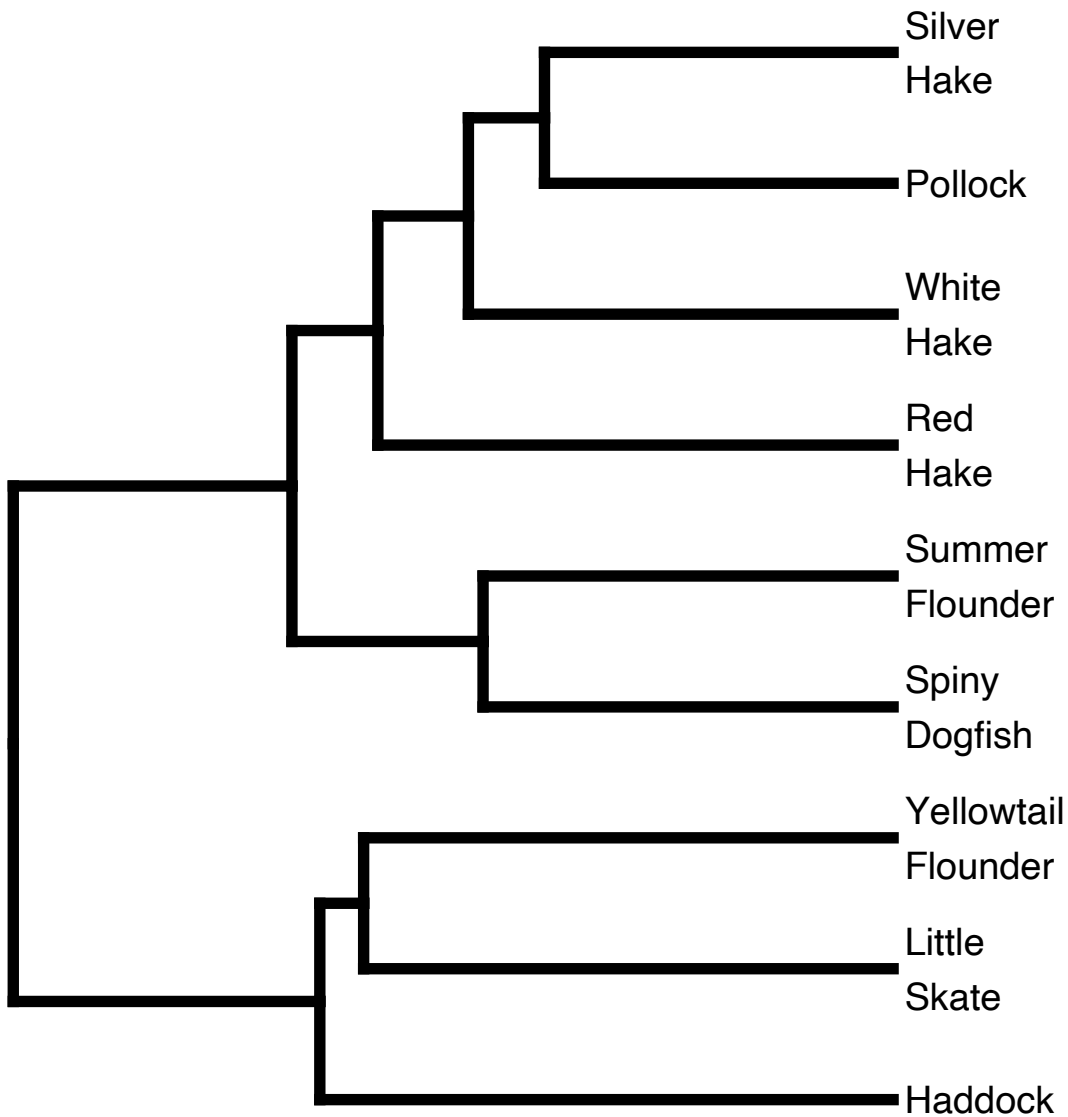 Silver
Hake
Pollock
White
Hake
Red
Hake
Summer
Flounder
Spiny
Dogfish
Yellowtail
Flounder
Little
Skate
Haddock